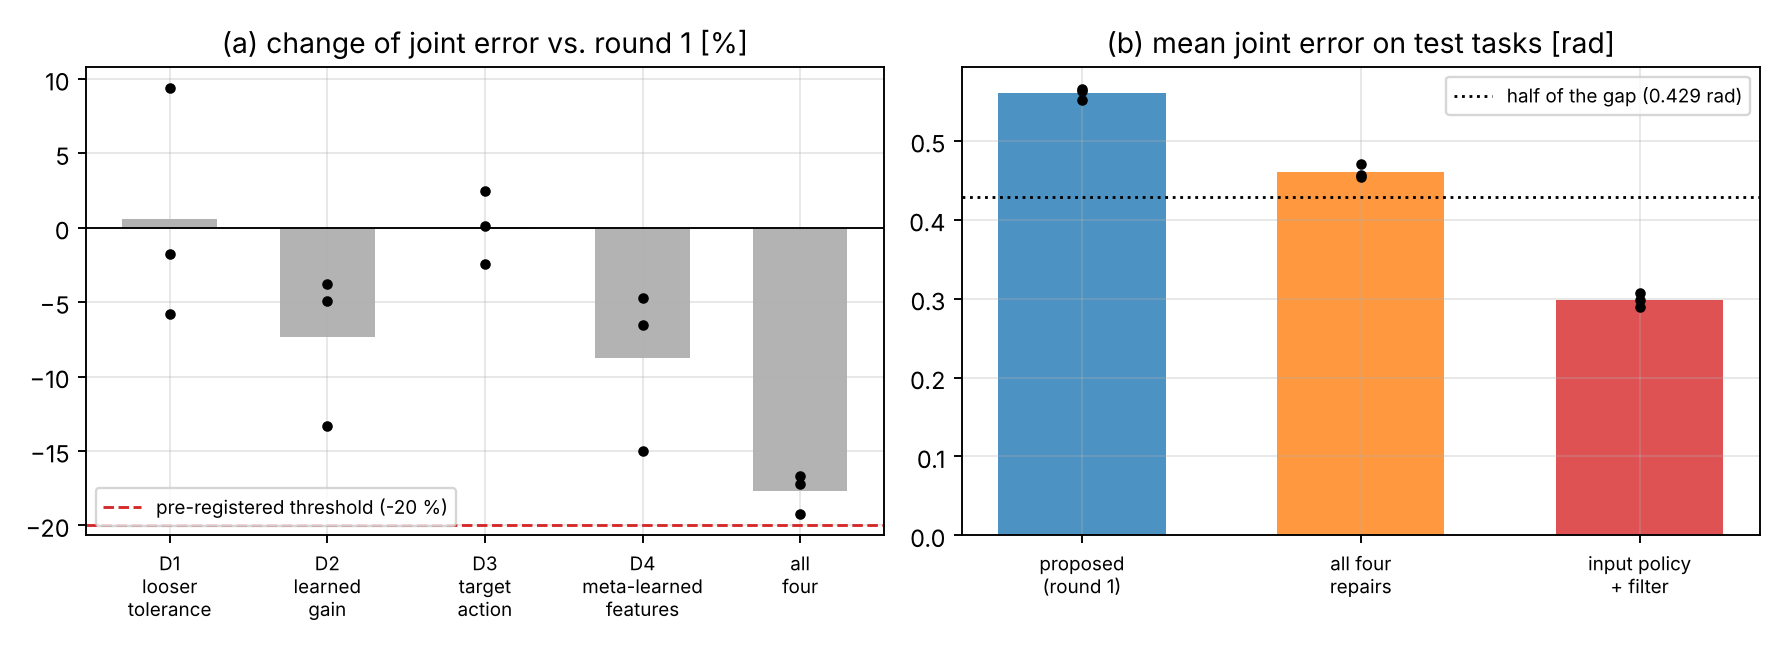 (a) change of joint error vs. round 1 [%]
10
5
0
−5
−10
−15
−20
pre-registered threshold (-20 %)
D1
looser
tolerance
D2
learned
gain
D3
target
action
D4
meta-learned
features
all
four
(b) mean joint error on test tasks [rad]
half of the gap (0.429 rad)
0.5
0.4
0.3
0.2
0.1
0.0
proposed
(round 1)
all four
repairs
input policy
+ filter